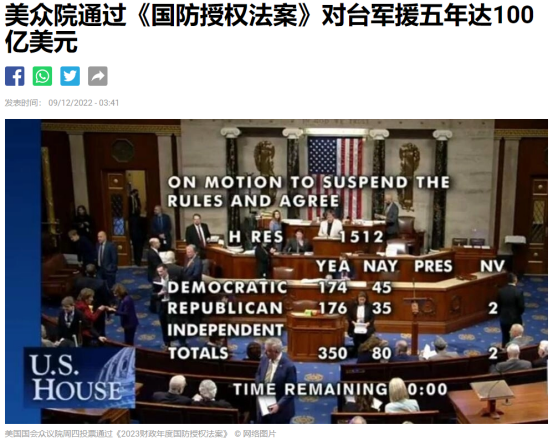 美众院通过《国防授权法案》对台军援五年达100
亿美元
发表时间： 09/12/2022 - 03:41
ON MOTION TO SUSPEND THE
RULES AND AGREE
H RES 1512
YEA NAY PRES NV
DEMOCRATIC 174 45
REPUBLICAN 176 35 2
INDEPENDENT
TOTALS 350 80 2
U.S.
HOUSE
TIME REMAINING 0:00
美国国会众议院周四投票通过《2023财政年度国防授权法案》 © 网络图片